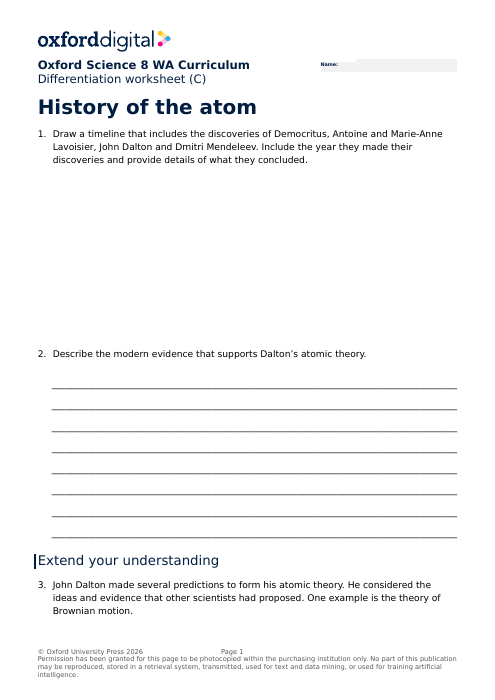 oxforddigital
Oxford Science 8 WA Curriculum
Name:
Differentiation worksheet (C)
History of the atom
1. Draw a timeline that includes the discoveries of Democritus, Antoine and Marie-Anne
Lavoisier, John Dalton and Dmitri Mendeleev. Include the year they made their
discoveries and provide details of what they concluded.
2. Describe the modern evidence that supports Dalton’s atomic theory.
Extend your understanding
3. John Dalton made several predictions to form his atomic theory. He considered the
ideas and evidence that other scientists had proposed. One example is the theory of
Brownian motion.
© Oxford University Press 2026 Page 1
Permission has been granted for this page to be photocopied within the purchasing institution only. No part of this publication
may be reproduced, stored in a retrieval system, transmitted, used for text and data mining, or used for training artificial
intelligence.